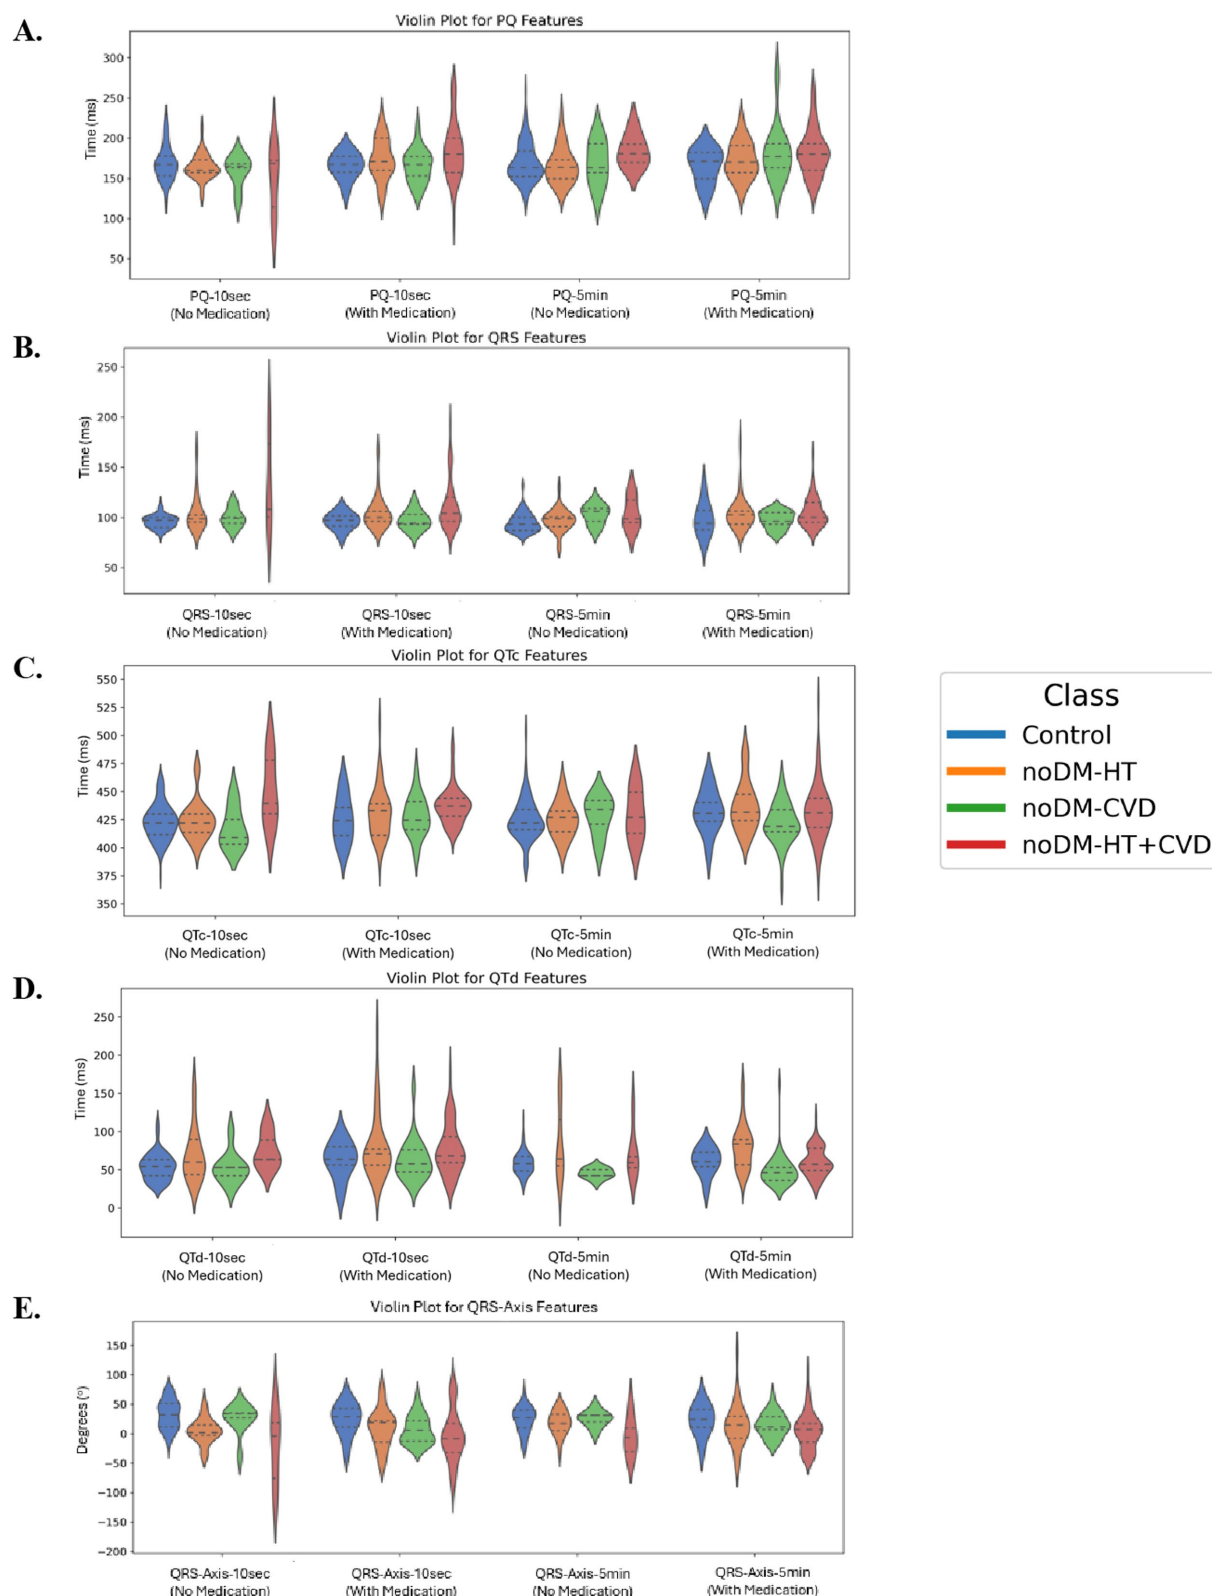 A.
Violin Plot for PQ Features
Time (ms)
300
250
200
150
100
50
PQ-10sec
(No Medication)
PQ-10sec
(With Medication)
PQ-5min
(No Medication)
PQ-5min
(With Medication)
B.
Violin Plot for QRS Features
Time (ms)
250
200
150
100
50
QRS-10sec
(No Medication)
QRS-10sec
(With Medication)
QRS-5min
(No Medication)
QRS-5min
(With Medication)
C.
Violin Plot for QTc Features
Time (ms)
550
525
500
475
450
425
400
375
350
QTc-10sec
(No Medication)
QTc-10sec
(With Medication)
QTc-5min
(No Medication)
QTc-5min
(With Medication)
Class
Control
noDM-HT
noDM-CVD
noDM-HT+CVD
D.
Violin Plot for QTd Features
Time (ms)
250
200
150
100
50
0
QTd-10sec
(No Medication)
QTd-10sec
(With Medication)
QTd-5min
(No Medication)
QTd-5min
(With Medication)
E.
Violin Plot for QRS-Axis Features
Degrees (°)
150
100
50
0
−50
−100
−150
−200
QRS-Axis-10sec
(No Medication)
QRS-Axis-10sec
(With Medication)
QRS-Axis-5min
(No Medication)
QRS-Axis-5min
(With Medication)